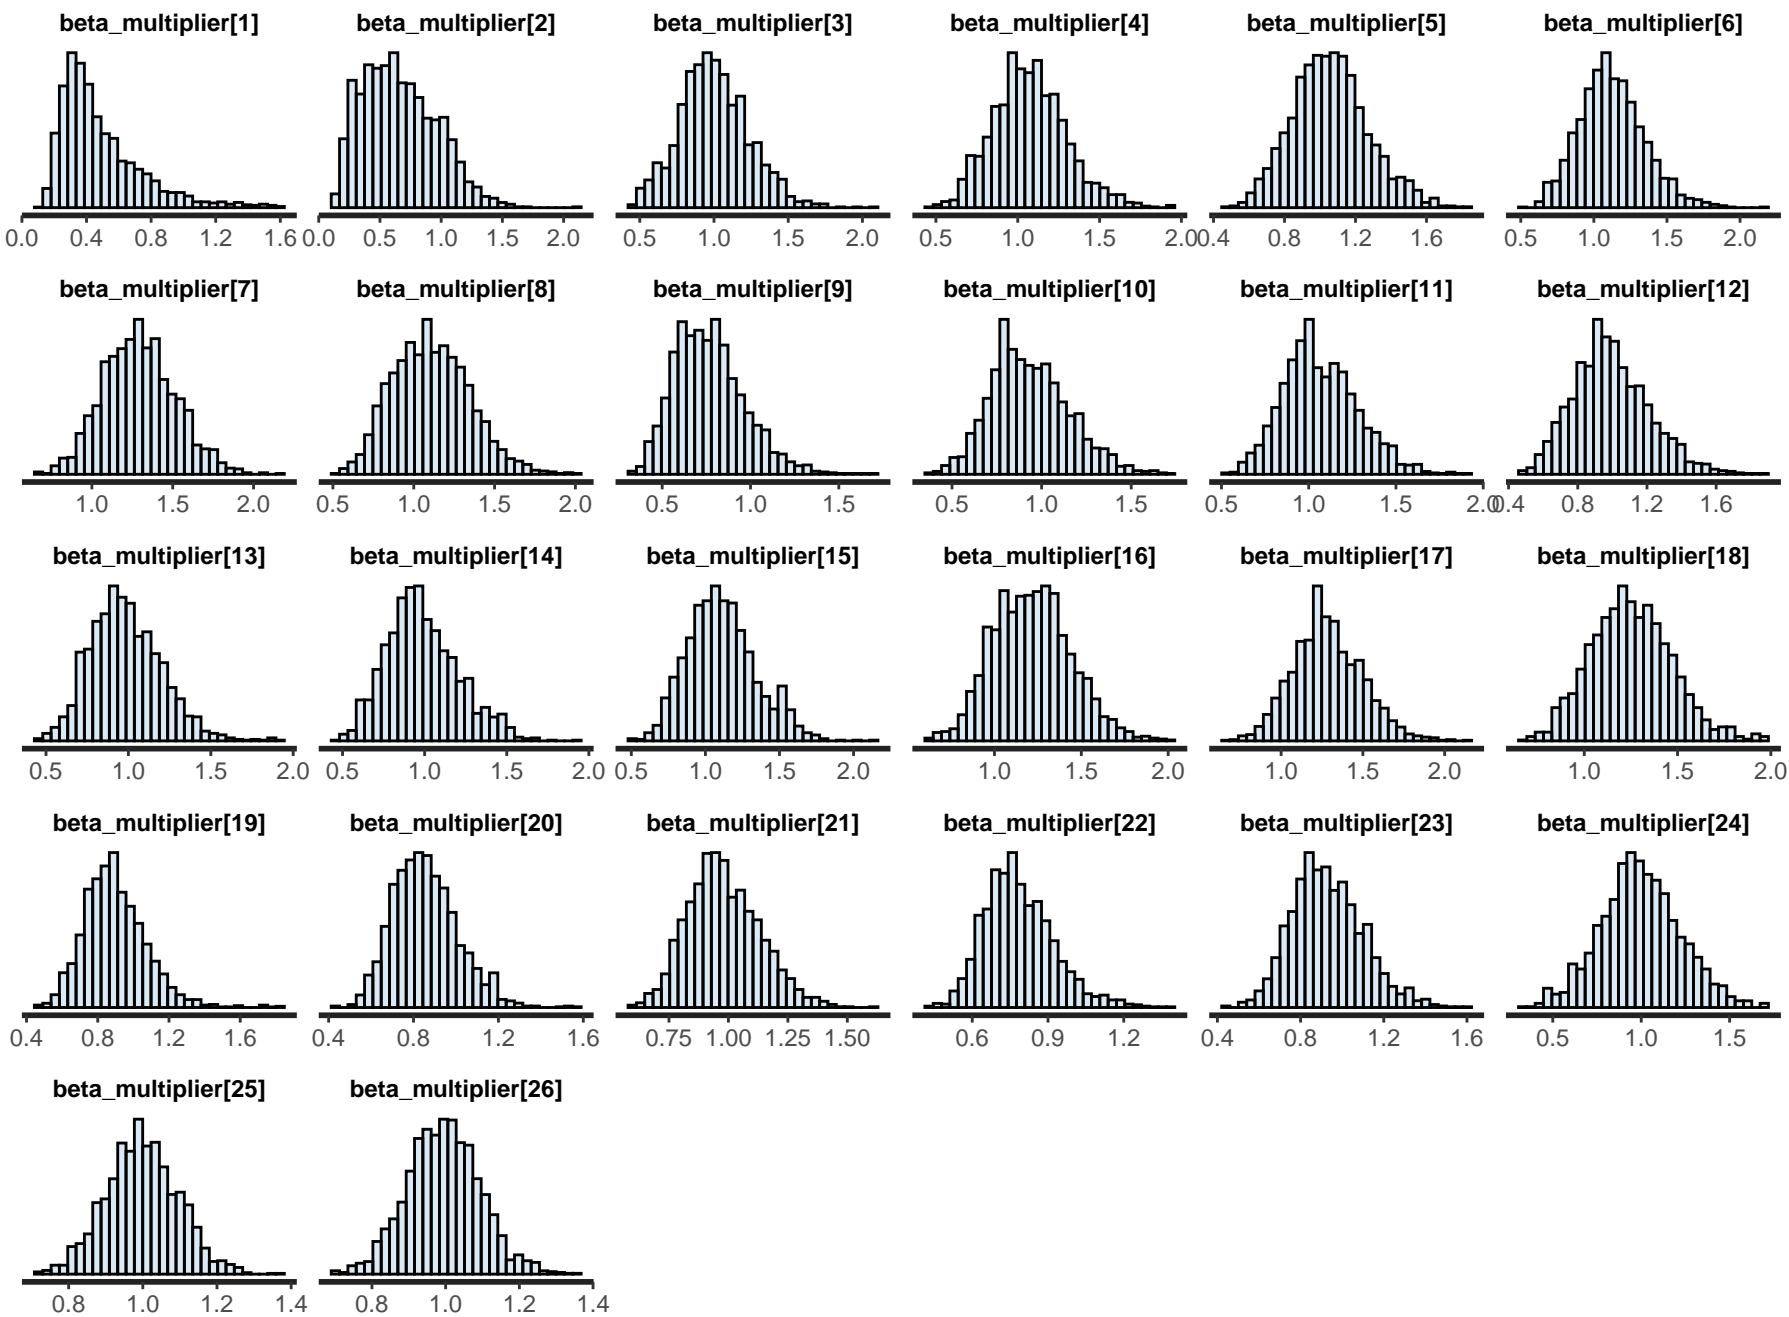 beta_multiplier[1] beta_multiplier[2] beta_multiplier[3] beta_multiplier[4] beta_multiplier[5] beta_multiplier[6]
0.0 0.4 0.8 1.2 1.6 0.0 0.5 1.0 1.5 2.0 0.5 1.0 1.5 2.0 0.5 1.0 1.5 2.0 0.4 0.8 1.2 1.6 0.5 1.0 1.5 2.0
beta_multiplier[7] beta_multiplier[8] beta_multiplier[9] beta_multiplier[10] beta_multiplier[11] beta_multiplier[12]
1.0 1.5 2.0 0.5 1.0 1.5 2.0 0.5 1.0 1.5 0.5 1.0 1.5 0.5 1.0 1.5 2.0 0.4 0.8 1.2 1.6
beta_multiplier[13] beta_multiplier[14] beta_multiplier[15] beta_multiplier[16] beta_multiplier[17] beta_multiplier[18]
0.5 1.0 1.5 2.0 0.5 1.0 1.5 2.0 0.5 1.0 1.5 2.0 1.0 1.5 2.0 1.0 1.5 2.0 1.0 1.5 2.0
beta_multiplier[19] beta_multiplier[20] beta_multiplier[21] beta_multiplier[22] beta_multiplier[23] beta_multiplier[24]
0.4 0.8 1.2 1.6 0.4 0.8 1.2 1.6 0.75 1.00 1.25 1.50 0.6 0.9 1.2 0.4 0.8 1.2 1.6 0.5 1.0 1.5
beta_multiplier[25] beta_multiplier[26]
0.8 1.0 1.2 1.4 0.8 1.0 1.2 1.4